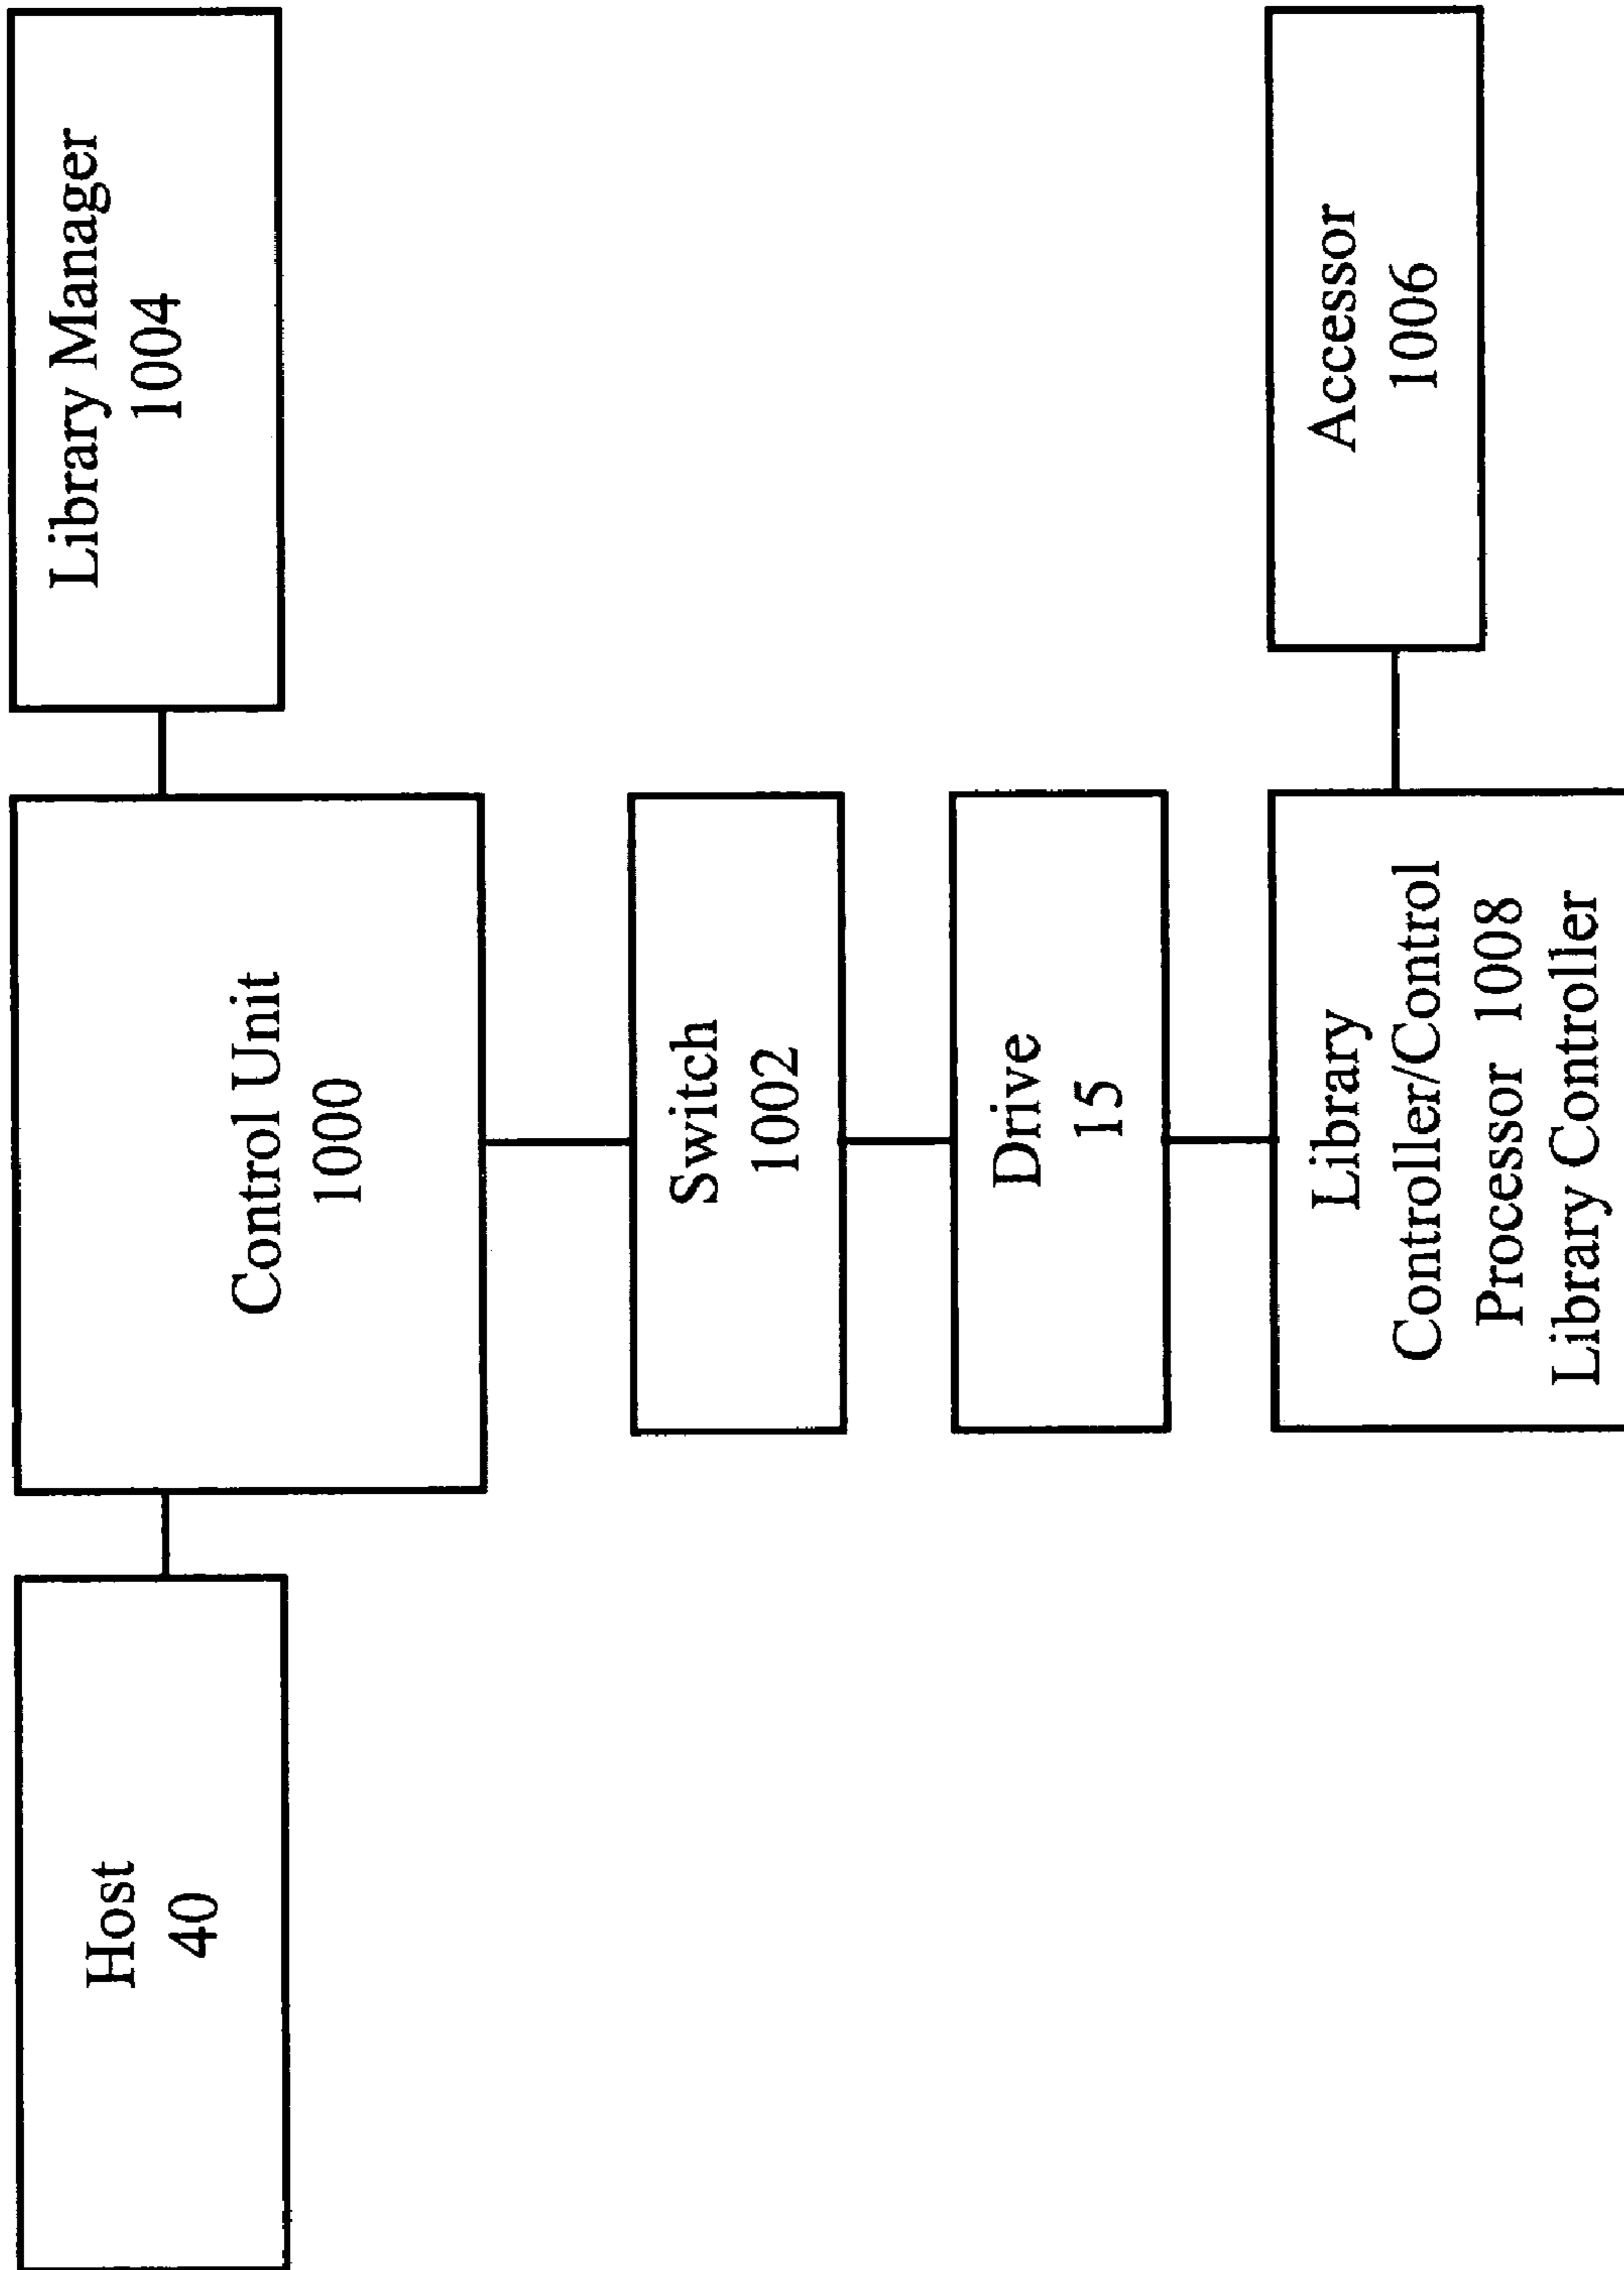 Host
40
Control Unit
1000
Library Manager
1004
Switch
1002
Drive
15
Library
Controller/Control
Processor 1008
Library Controller
Accessor
1006